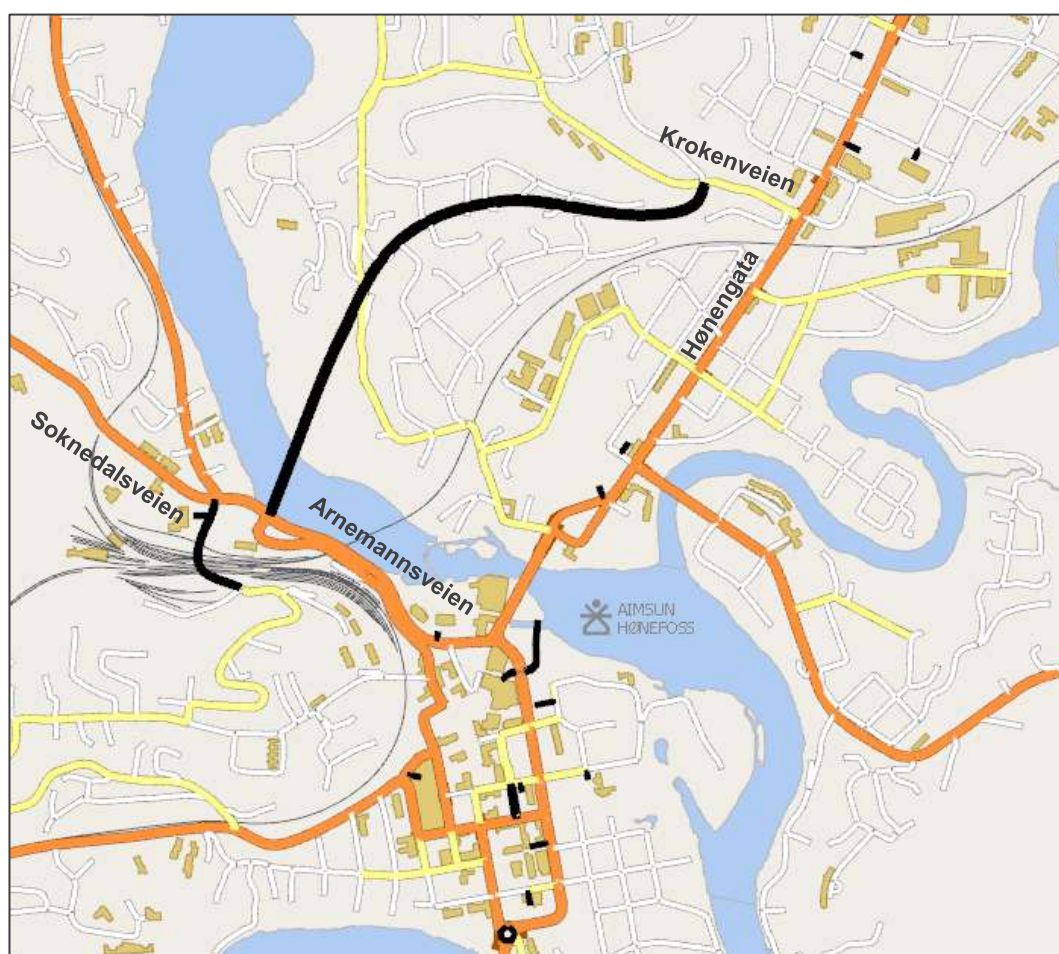 Krokenveien
Hønengata
Soknedalsveien
Arnemannsveien
AIMSUN
HØNEFOSS